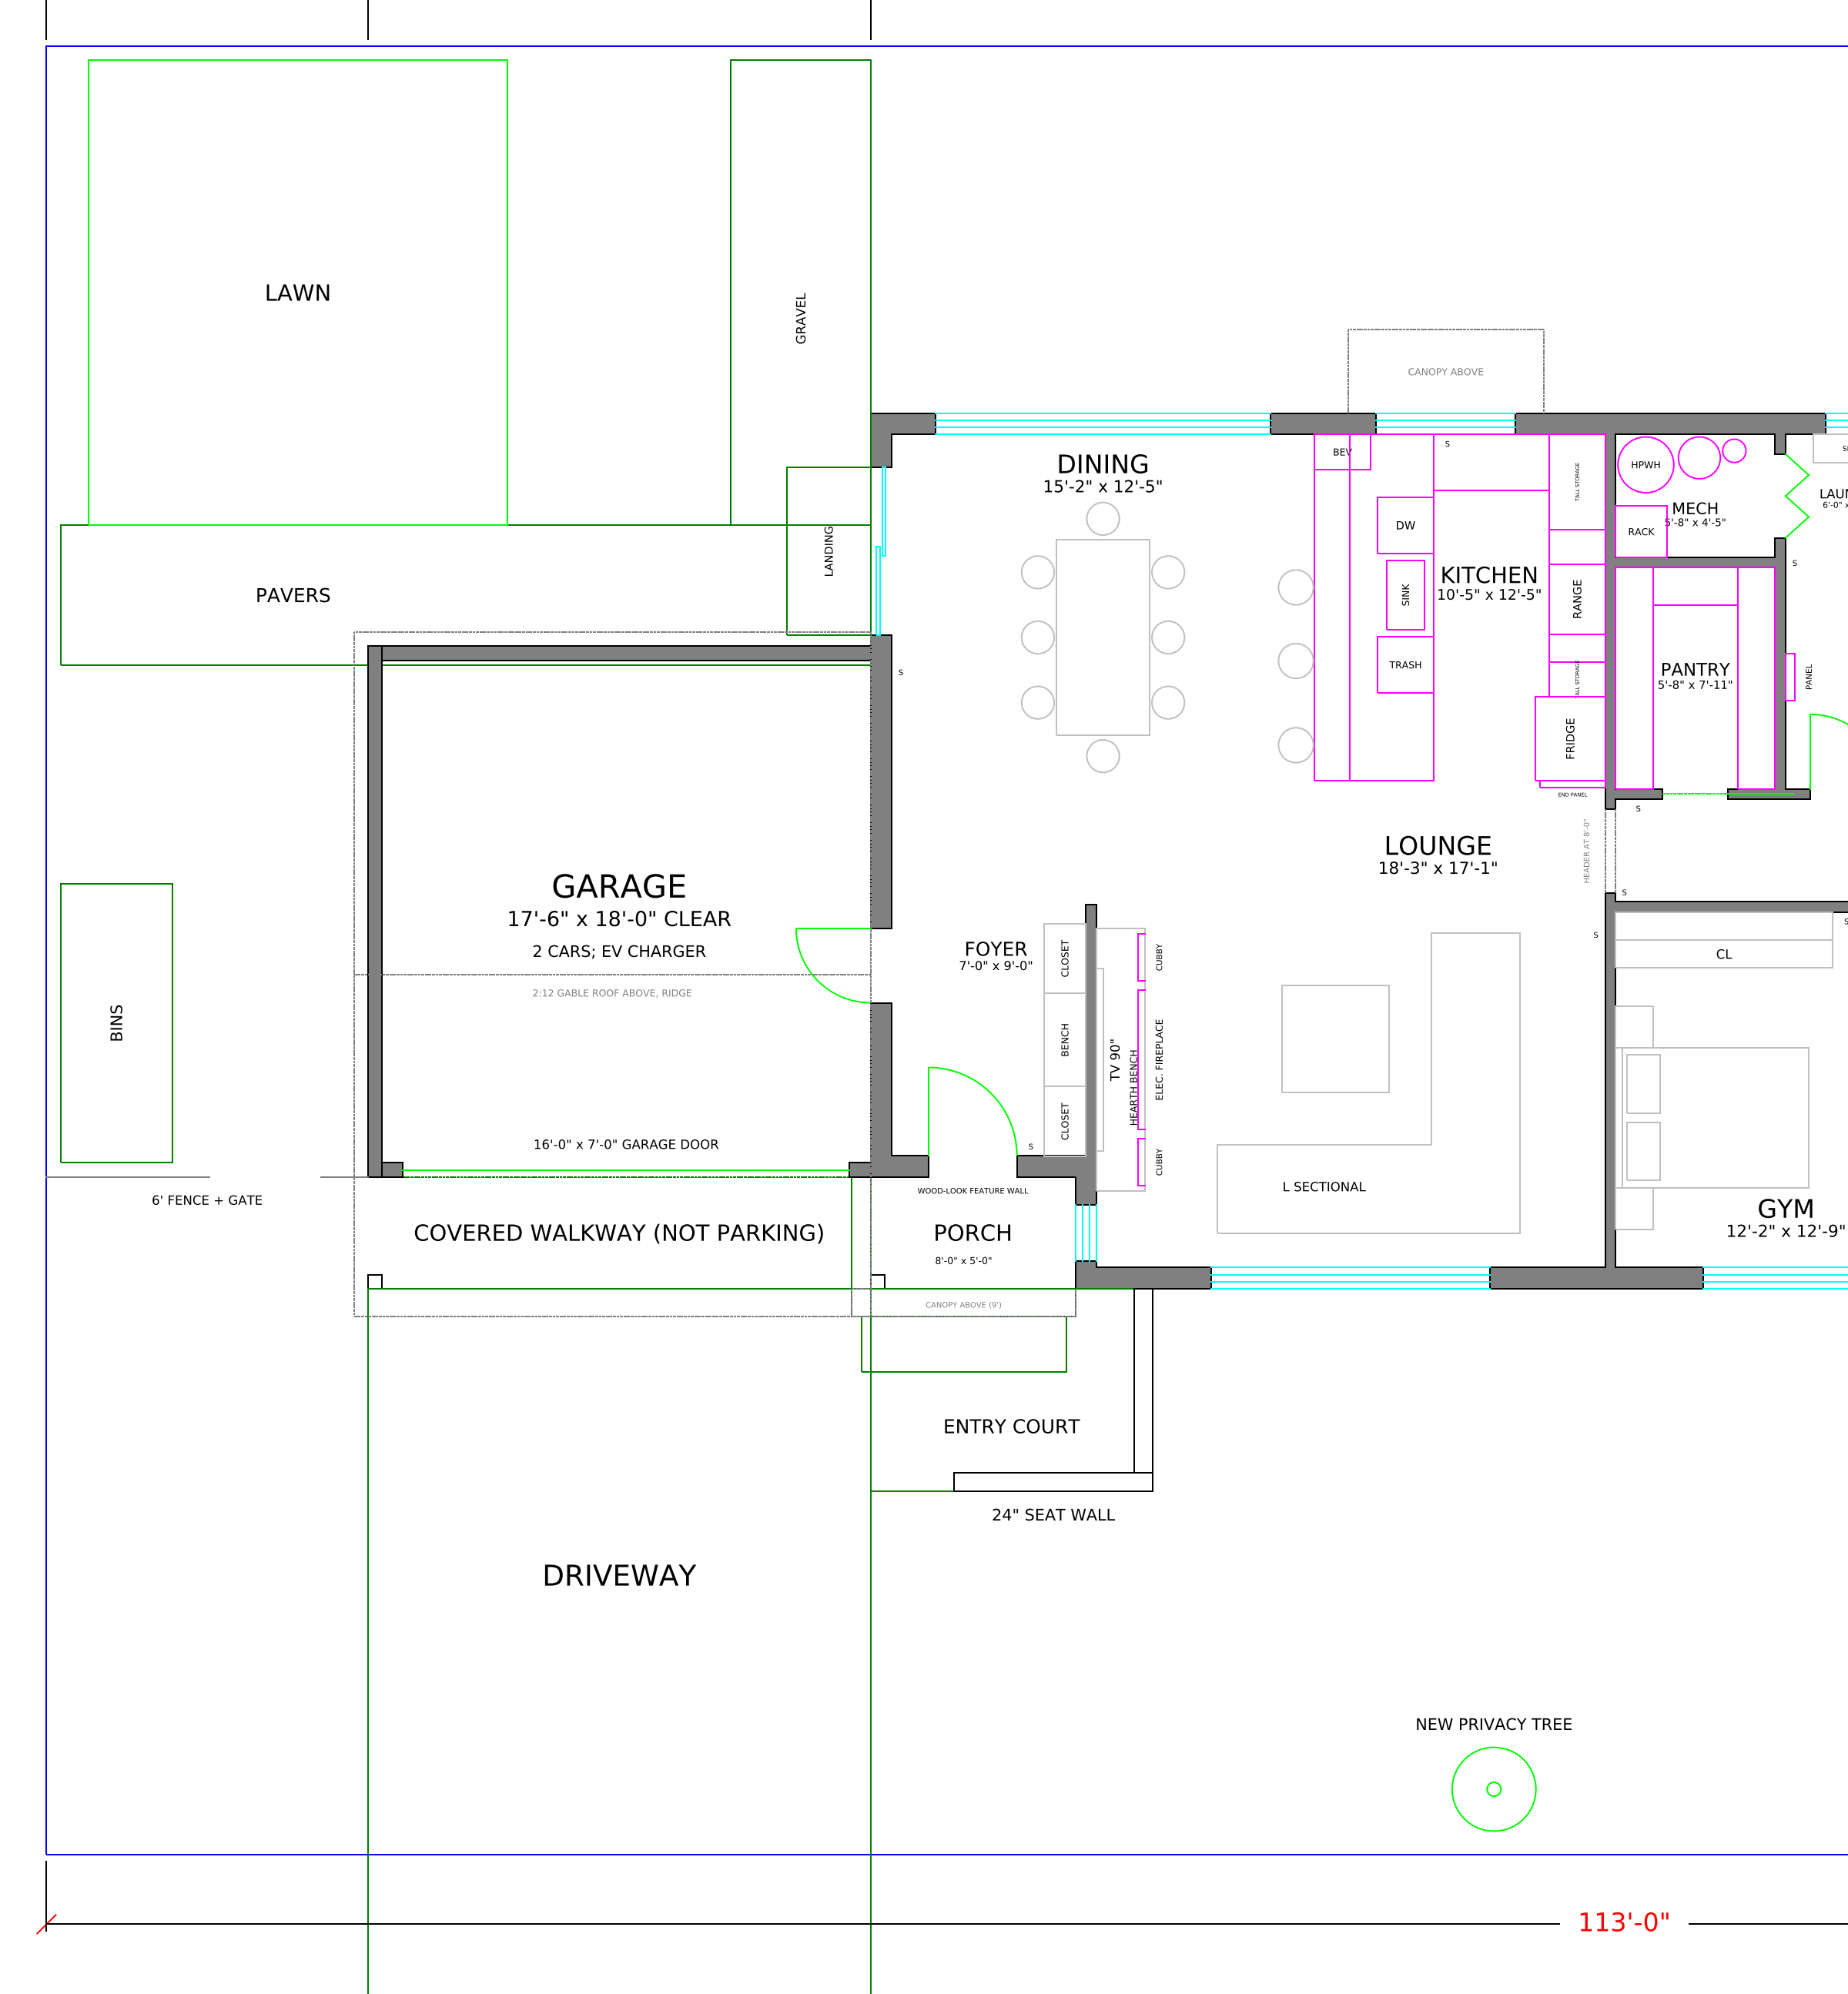 LAWN
GRAVEL
CANOPY ABOVE
DINING
15'-2" x 12'-5"
BEV
S
TALL STORAGE
HPWH
MECH
5'-8" x 4'-5"
RACK
6'-0" x
LANDING
DW
KITCHEN
10'-5" x 12'-5"
SINK
RANGE
S
PAVERS
TRASH
TALL STORAGE
PANTRY
5'-8" x 7'-11"
PANEL
S
FRIDGE
END PANEL
S
HEADER AT 8'-0"
LOUNGE
18'-3" x 17'-1"
GARAGE
17'-6" x 18'-0" CLEAR
2 CARS; EV CHARGER
2:12 GABLE ROOF ABOVE, RIDGE
FOYER
7'-0" x 9'-0"
CLOSET
CUBBY
S
S
S
CL
BINS
BENCH
TV 90"
HEARTH BENCH
ELEC. FIREPLACE
CLOSET
CUBBY
S
16'-0" x 7'-0" GARAGE DOOR
L SECTIONAL
6' FENCE + GATE
WOOD-LOOK FEATURE WALL
COVERED WALKWAY (NOT PARKING)
PORCH
8'-0" x 5'-0"
GYM
12'-2" x 12'-9"
CANOPY ABOVE (9')
ENTRY COURT
24" SEAT WALL
DRIVEWAY
NEW PRIVACY TREE
113'-0"